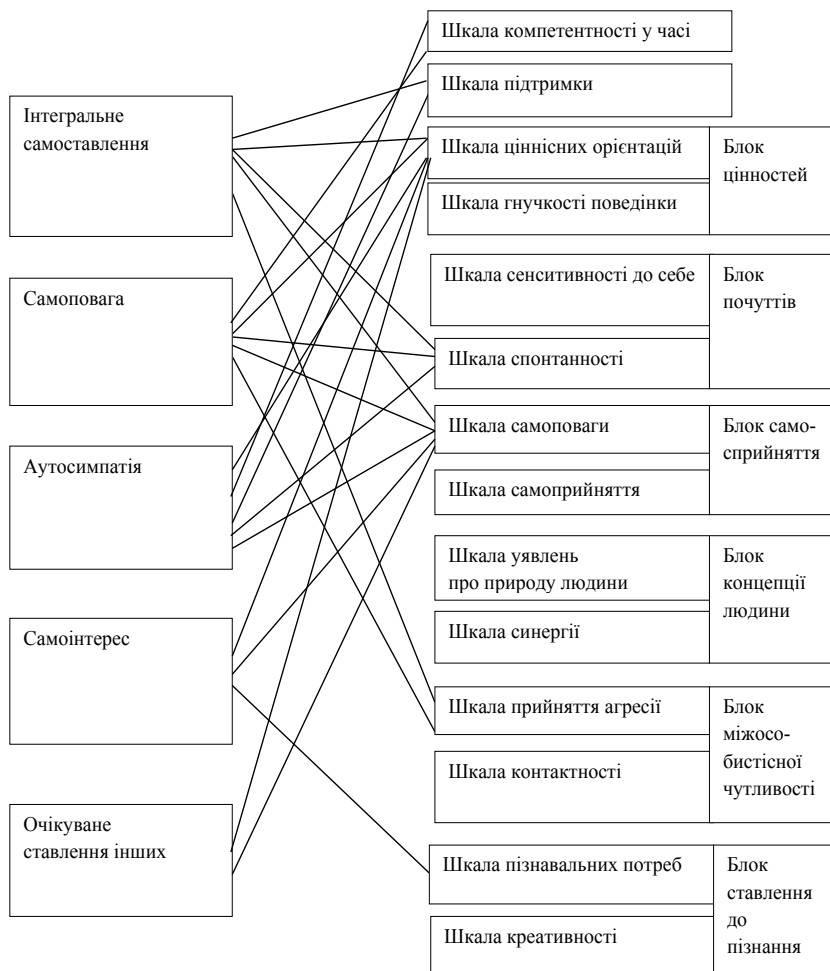 Інтегральне
самоставлення
Самоповага
Аутосимпатія
Самоінтерес
Очікуване
ставлення інших
Шкала компетентності у часі
Шкала підтримки
Шкала ціннісних орієнтацій
Шкала гнучкості поведінки
Блок
цінностей
Шкала сенситивності до себе
Шкала спонтанності
Блок
почуттів
Шкала самоповаги
Шкала самоприйняття
Блок само-
сприйняття
Шкала уявлень
про природу людини
Шкала синергії
Блок
концепції
людини
Шкала прийняття агресії
Шкала контактності
Блок
міжосо-
бистісної
чутливості
Шкала пізнавальних потреб
Шкала креативності
Блок
ставлення
до
пізнання